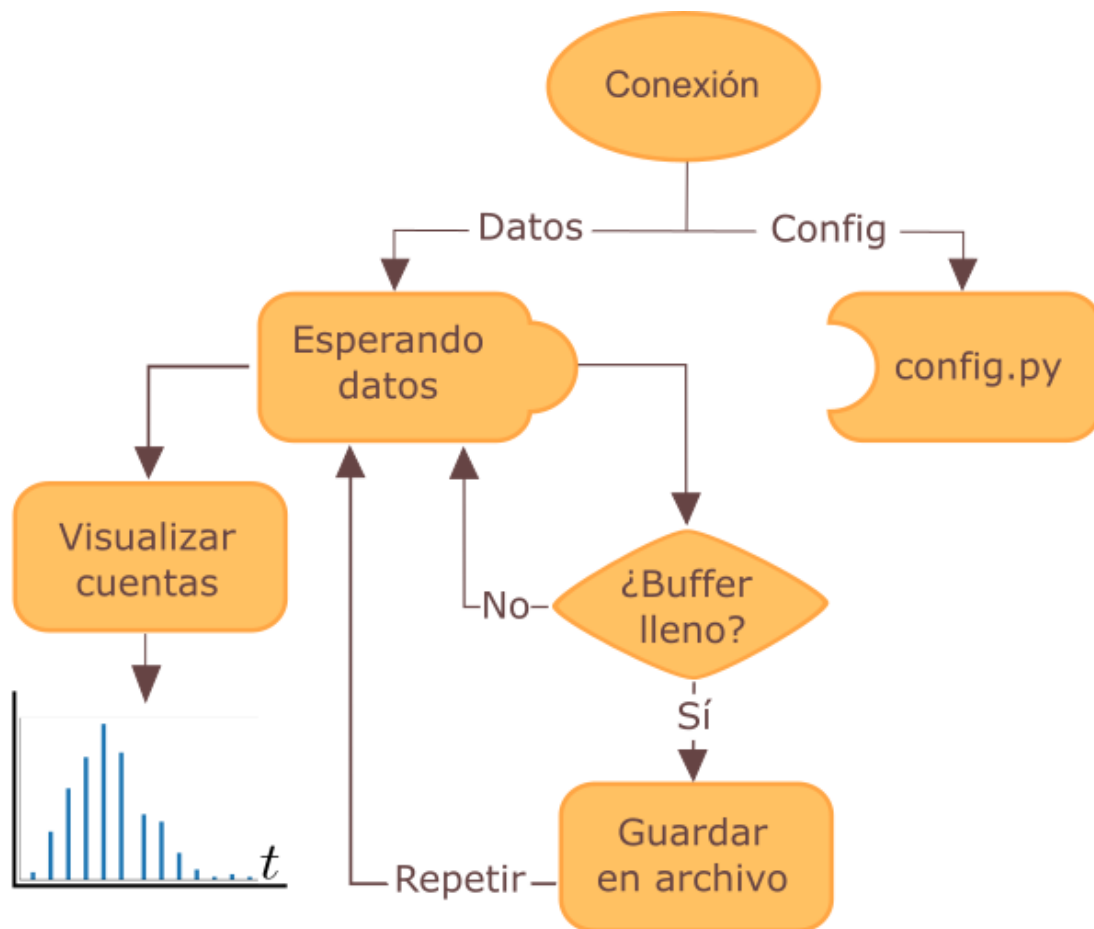 Conexión
Datos
Config
Esperando
datos
config.py
Visualizar
cuentas
¿Buffer
lleno?
No
Sí
t
Guardar
en archivo
Repetir